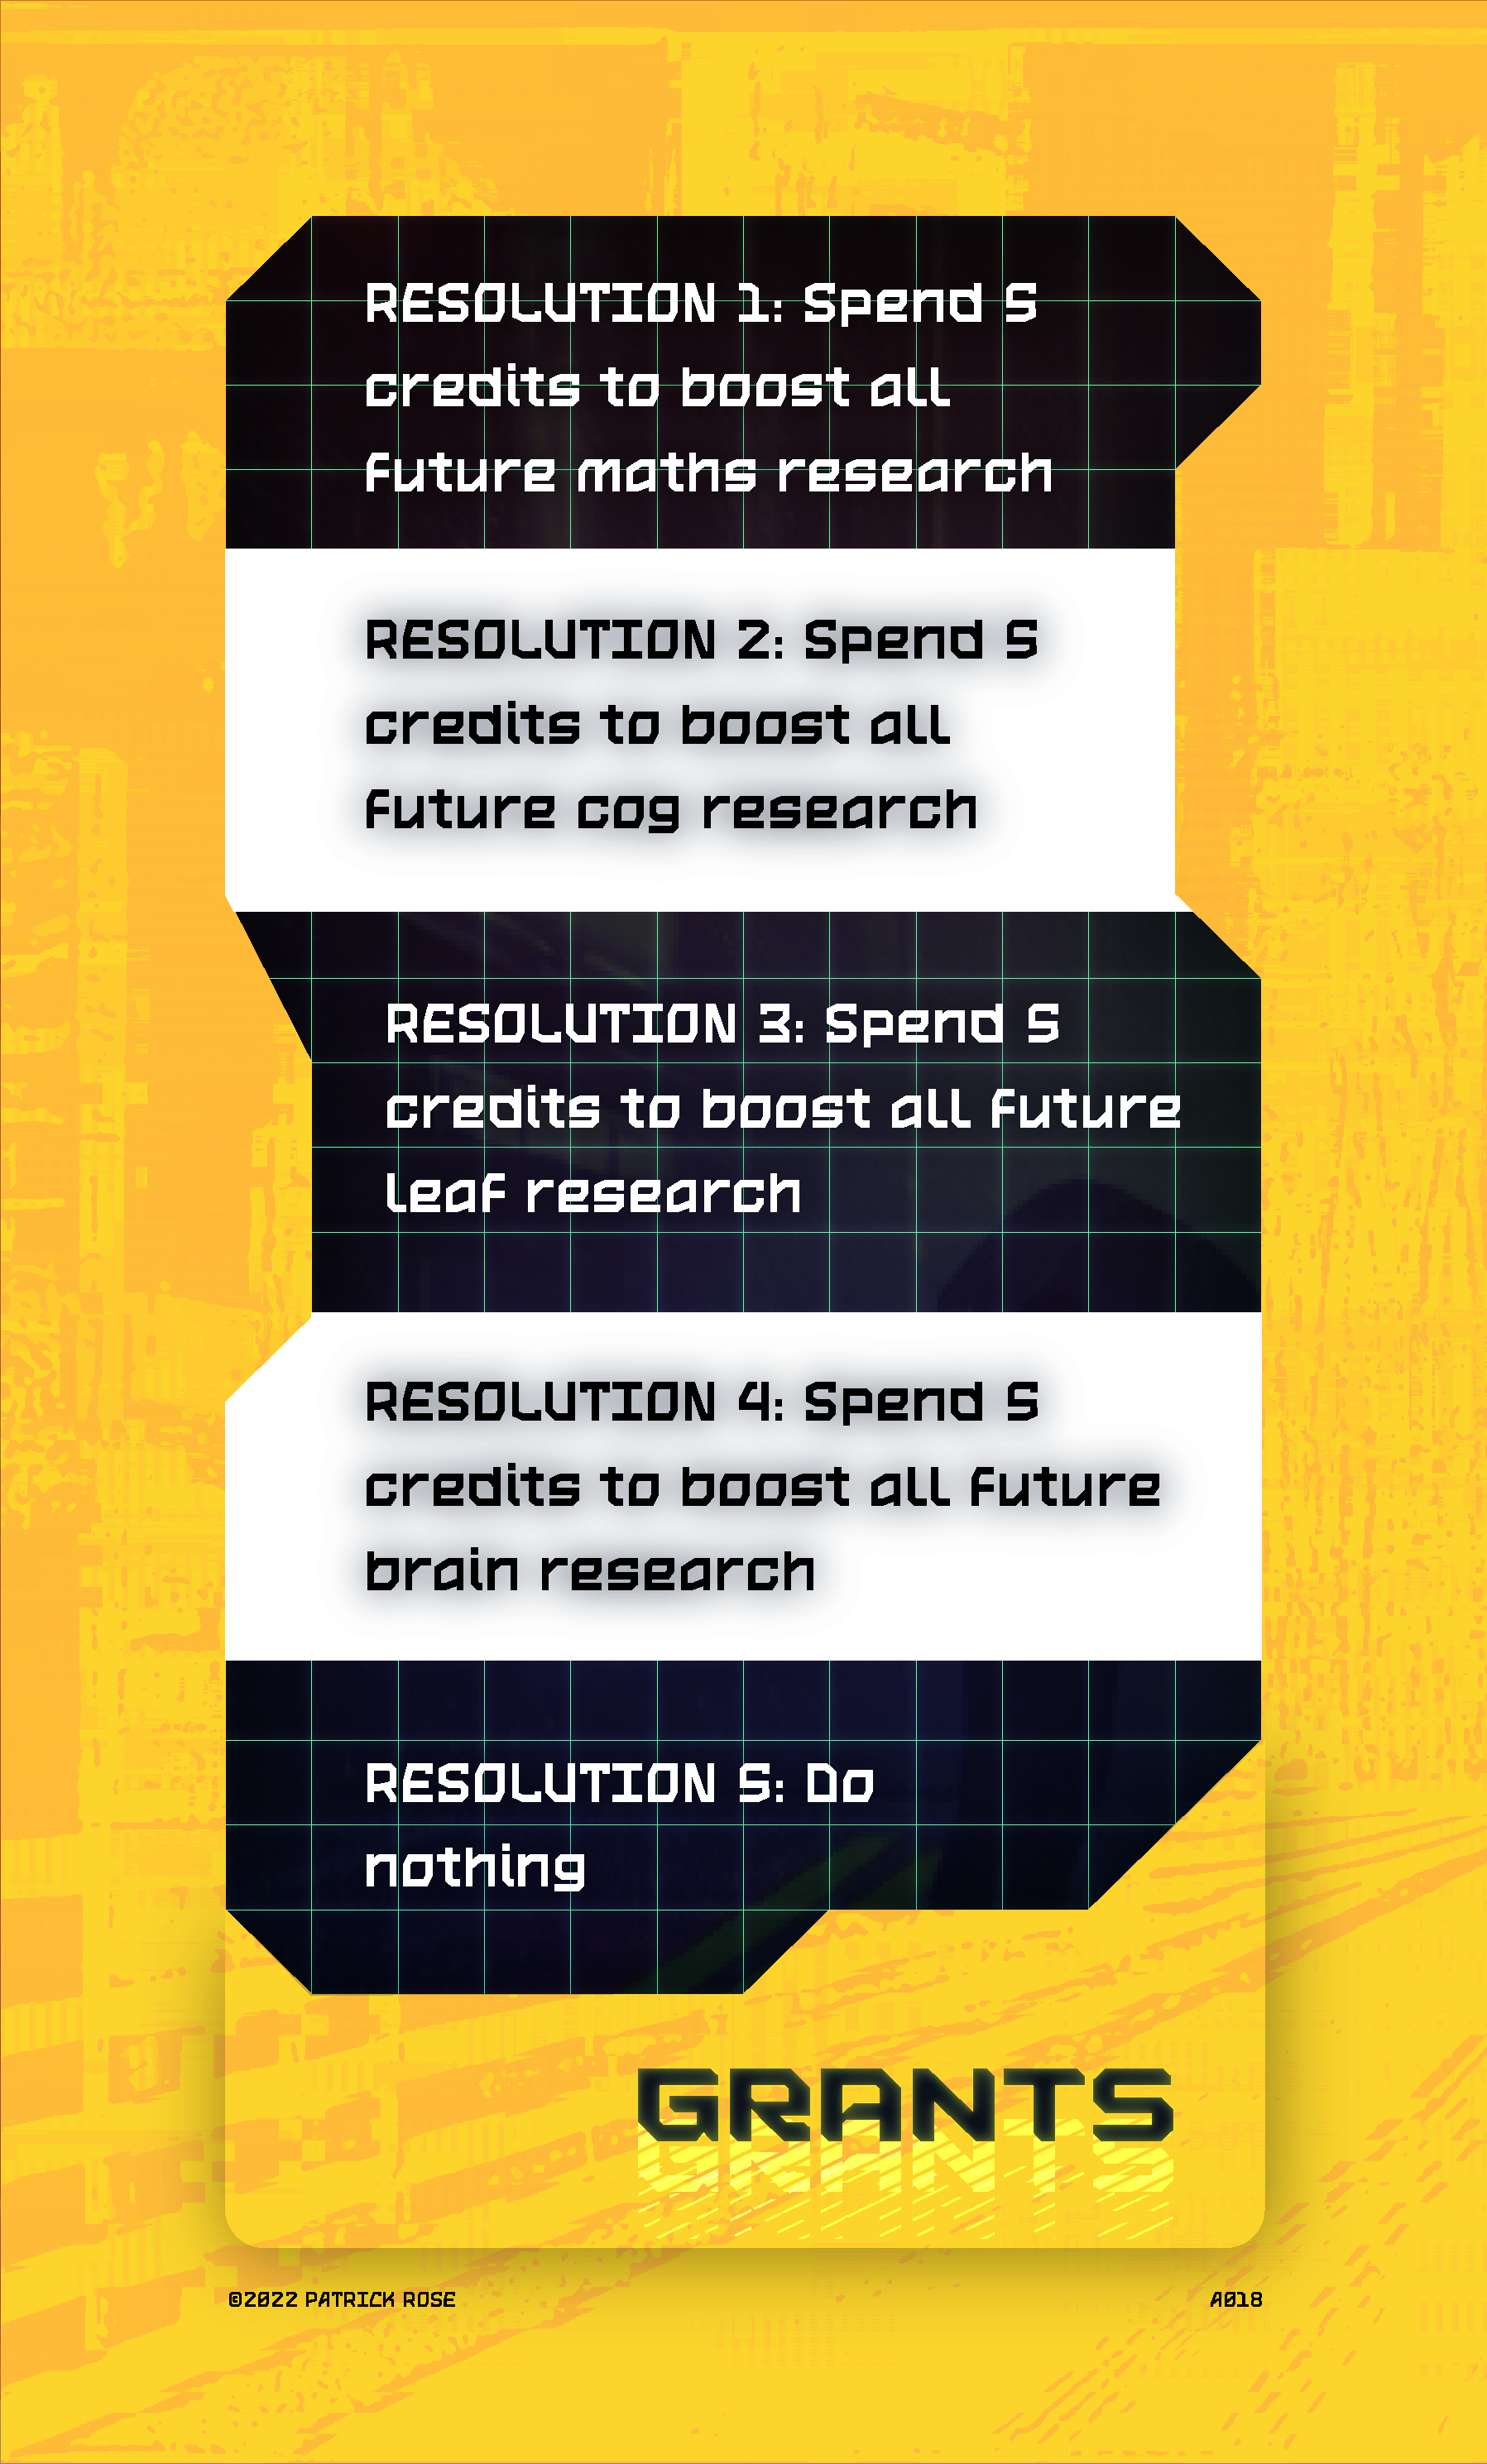 RESOLUTION 1: Spend 5
credits to boost all
future maths research
RESOLUTION 2: Spend 5
credits to boost all
future cog research
RESOLUTION 3: Spend 5
credits to boost all future
leaf research
RESOLUTION 4: Spend 5
credits to boost all future
brain research
RESOLUTION 5: Do
nothing
GRANTS
©2022 PATRICK ROSE
A018